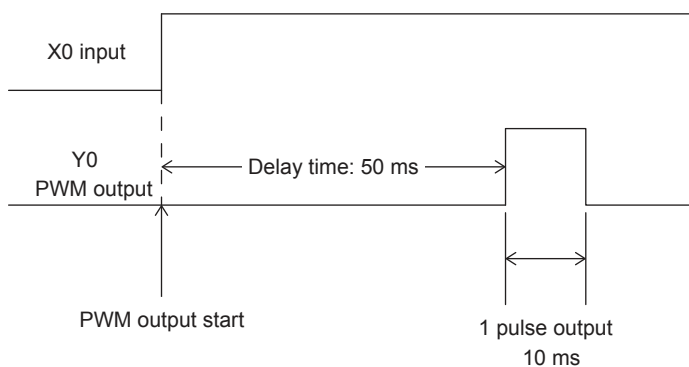 X0 input
Y0
PWM output
Delay time: 50 ms
PWM output start
1 pulse output
10 ms